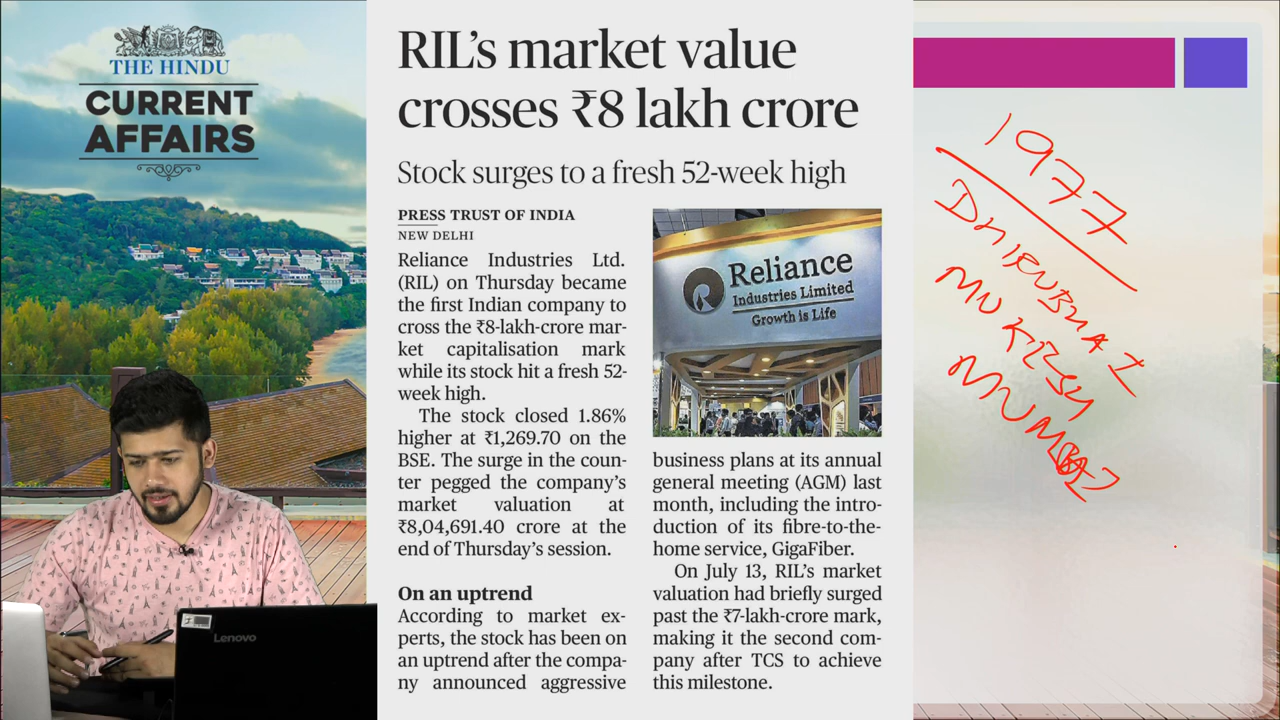 THE HINDU
CURRENT
AFFAIRS
RIL’s market value
crosses ₹8 lakh crore
Stock surges to a fresh 52-week high
PRESS TRUST OF INDIA
NEW DELHI
Reliance Industries Ltd.
(RIL) on Thursday became
the first Indian company to
cross the ₹8-lakh-crore mar-
ket capitalisation mark
while its stock hit a fresh 52-
week high.
The stock closed 1.86%
higher at ₹1,269.70 on the
BSE. The surge in the coun-
ter pegged the company’s
market valuation at
₹8,04,691.40 crore at the
end of Thursday’s session.
On an uptrend
According to market ex-
perts, the stock has been on
an uptrend after the compa-
ny announced aggressive
Reliance
Industries Limited
Growth is Life
business plans at its annual
general meeting (AGM) last
month, including the intro-
duction of its fibre-to-the-
home service, GigaFiber.
On July 13, RIL’s market
valuation had briefly surged
past the ₹7-lakh-crore mark,
making it the second com-
pany after TCS to achieve
this milestone.
1977
DHIRUBHAI
MUKESH
MUMBAI
Lenovo